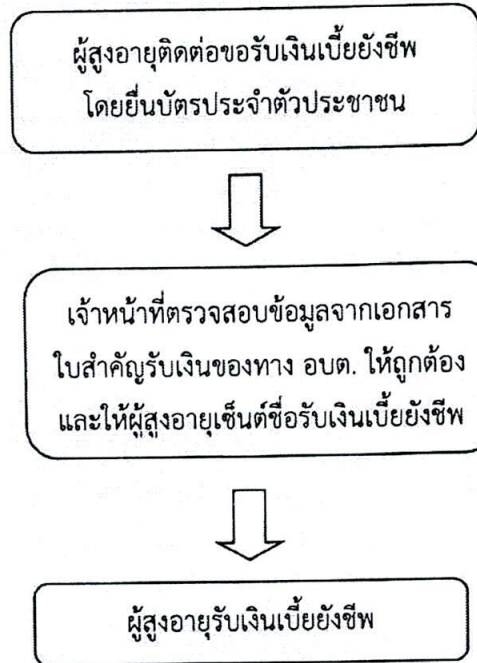 ผู้สูงอายุติดต่อขอรับเงินเบี้ยยังชีพ
โดยยื่นบัตรประจำตัวประชาชน
เจ้าหน้าที่ตรวจสอบข้อมูลจากเอกสาร
ใบสำคัญรับเงินของทาง อบต. ให้ถูกต้อง
และให้ผู้สูงอายุเซ็นต์ชื่อรับเงินเบี้ยยังชีพ
ผู้สูงอายุรับเงินเบี้ยยังชีพ